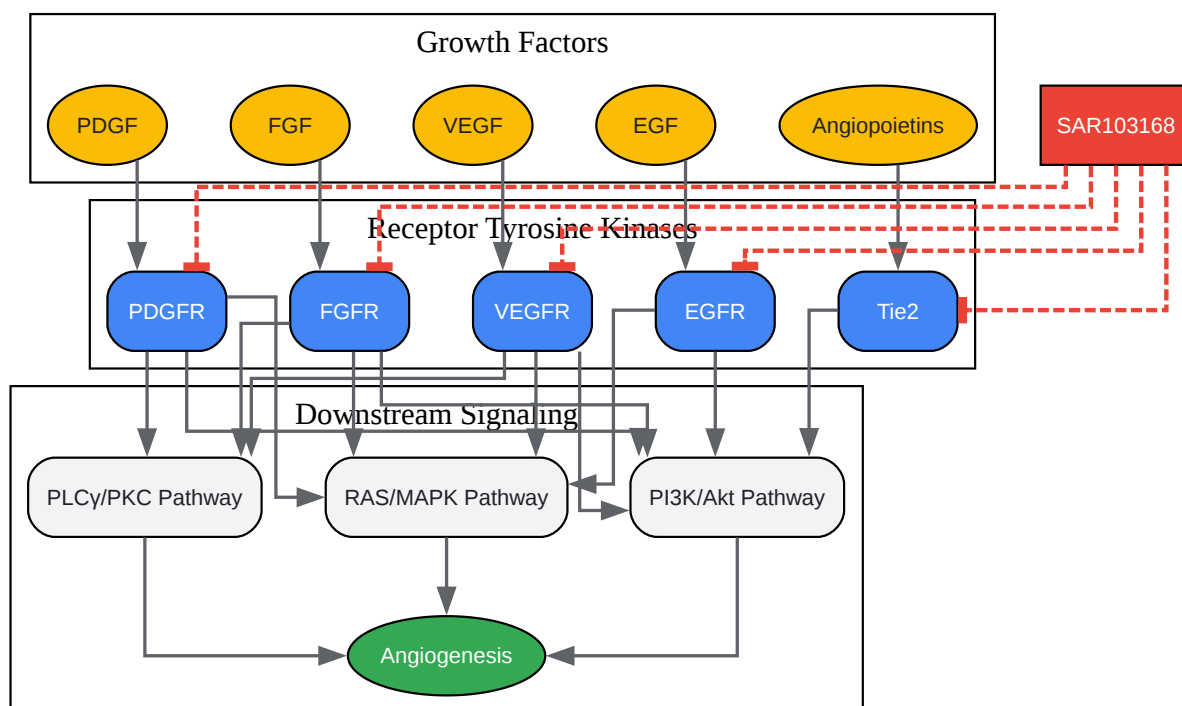 Growth Factors
PDGF
FGF
VEGF
EGF
Angiopoietins
SAR103168
Receptor Tyrosine Kinases
PDGFR
FGFR
VEGFR
EGFR
Tie2
Downstream Signaling
PLCγ/PKC Pathway
RAS/MAPK Pathway
PI3K/Akt Pathway
Angiogenesis